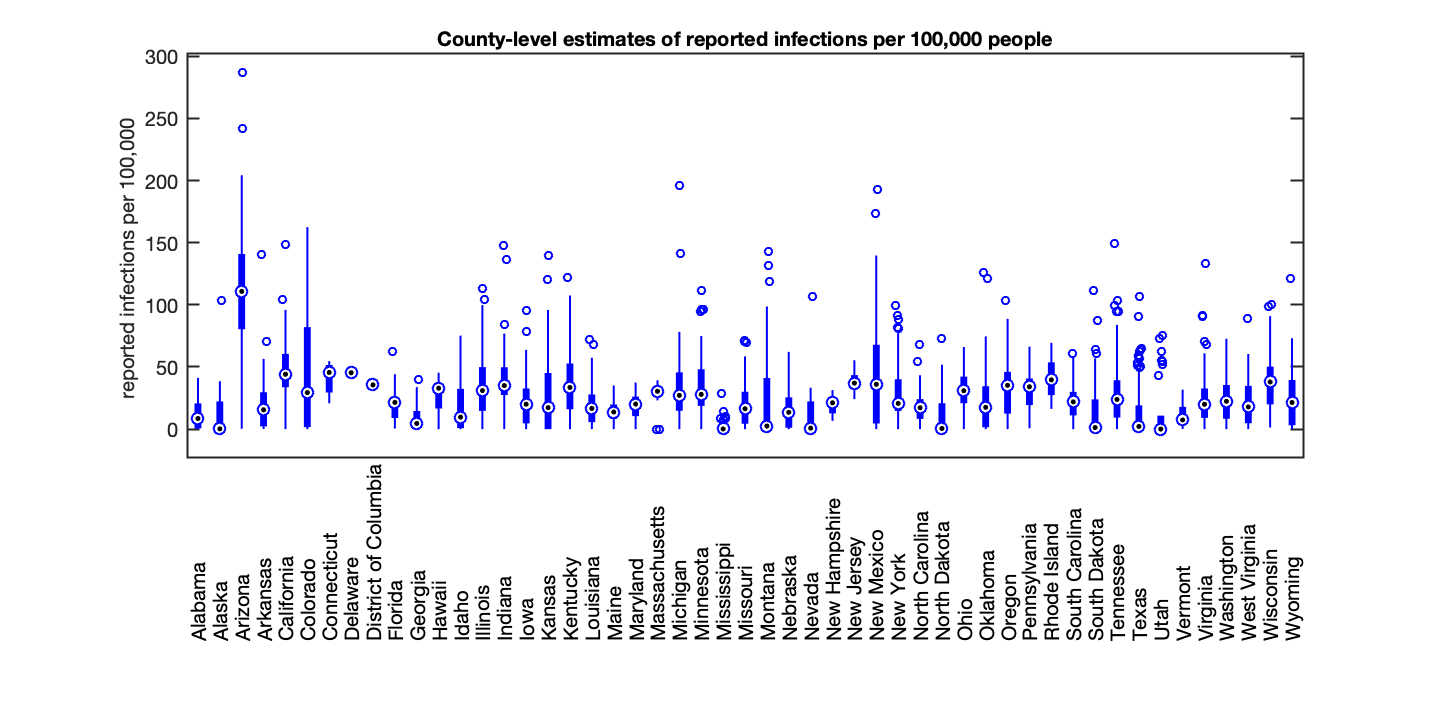 County-level estimates of reported infections per 100,000 people
reported infections per 100,000
300
250
200
150
100
50
0
Alabama
Alaska
Arizona
Arkansas
California
Colorado
Connecticut
Delaware
District of Columbia
Florida
Georgia
Hawaii
Idaho
Illinois
Indiana
Iowa
Kansas
Kentucky
Louisiana
Maine
Maryland
Massachusetts
Michigan
Minnesota
Mississippi
Missouri
Montana
Nebraska
Nevada
New Hampshire
New Jersey
New Mexico
New York
North Carolina
North Dakota
Ohio
Oklahoma
Oregon
Pennsylvania
Rhode Island
South Carolina
South Dakota
Tennessee
Texas
Utah
Vermont
Virginia
Washington
West Virginia
Wisconsin
Wyoming